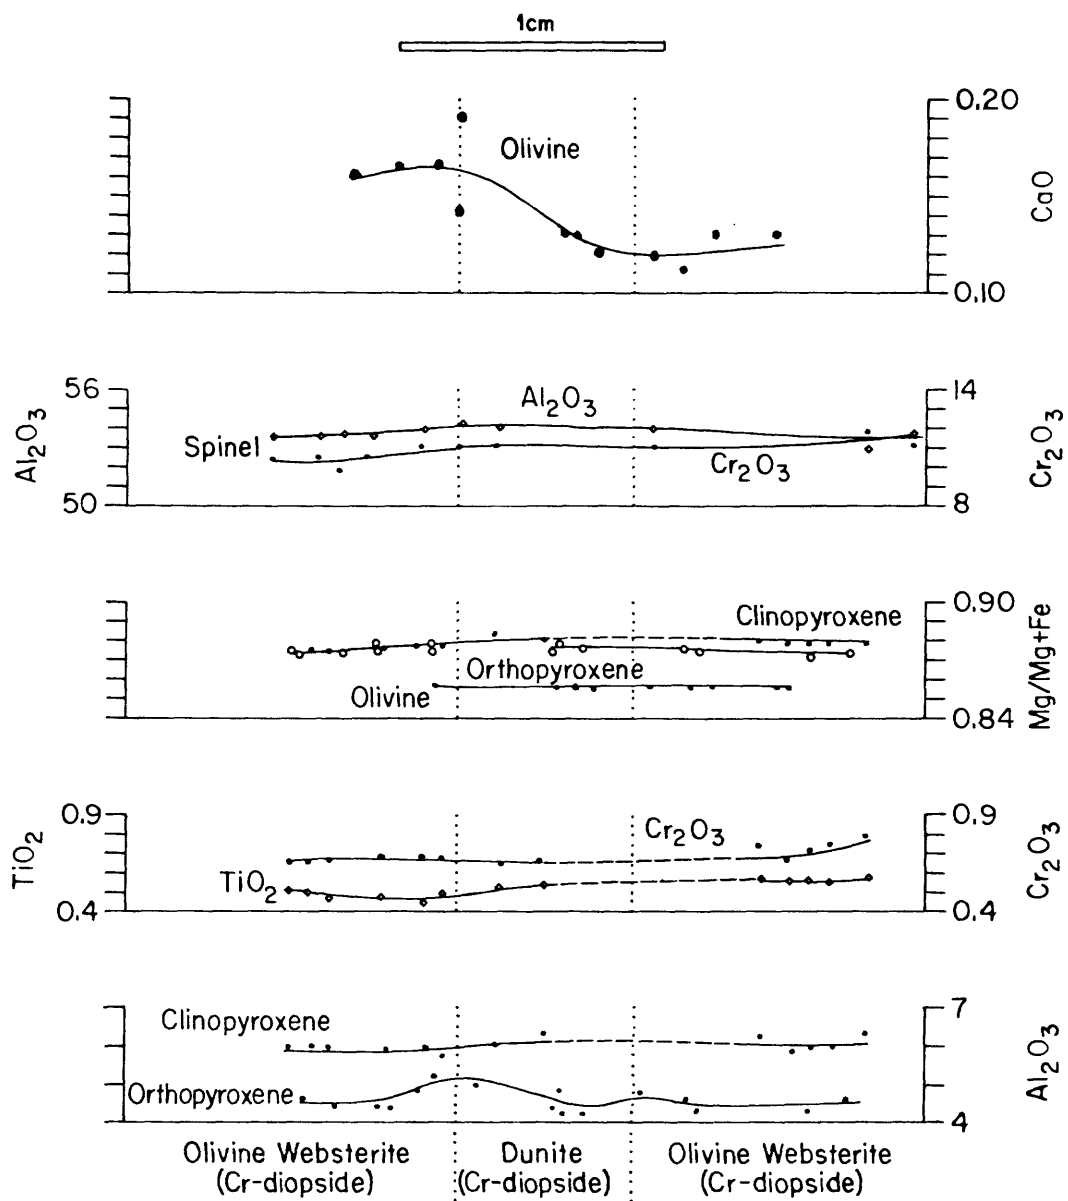 1cm
0.20
Olivine
CaO
0.10
56
Al2O3
14
Al2O3
Spinel
Cr2O3
Cr2O3
50
8
0.90
Clinopyroxene
Orthopyroxene
Olivine
Mg/Mg+Fe
0.84
0.9
Cr2O3
0.9
TiO2
TiO2
Cr2O3
0.4
0.4
7
Clinopyroxene
Al2O3
Orthopyroxene
4
Olivine Websterite
(Cr-diopside)
Dunite
(Cr-diopside)
Olivine Websterite
(Cr-diopside)